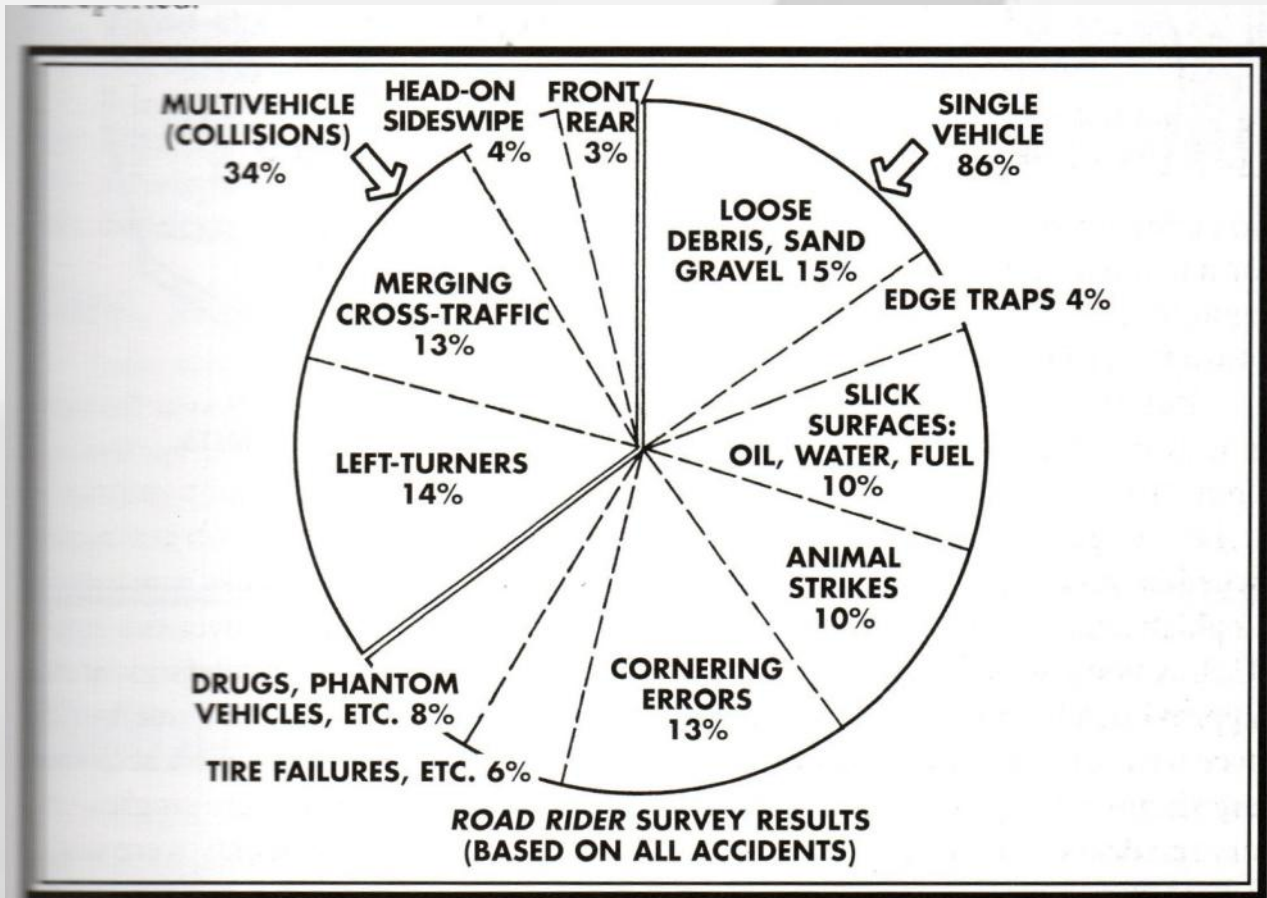 MULTIVEHICLE
(COLLISIONS)
34%
HEAD-ON
SIDESWIPE
4%
FRONT/
REAR
3%
SINGLE
VEHICLE
86%
LOOSE
DEBRIS, SAND
GRAVEL 15%
EDGE TRAPS 4%
SLICK
SURFACES:
OIL, WATER, FUEL
10%
ANIMAL
STRIKES
10%
CORNERING
ERRORS
13%
TIRE FAILURES, ETC. 6%
DRUGS, PHANTOM
VEHICLES, ETC. 8%
LEFT-TURNERS
14%
MERGING
CROSS-TRAFFIC
13%
ROAD RIDER SURVEY RESULTS
(BASED ON ALL ACCIDENTS)